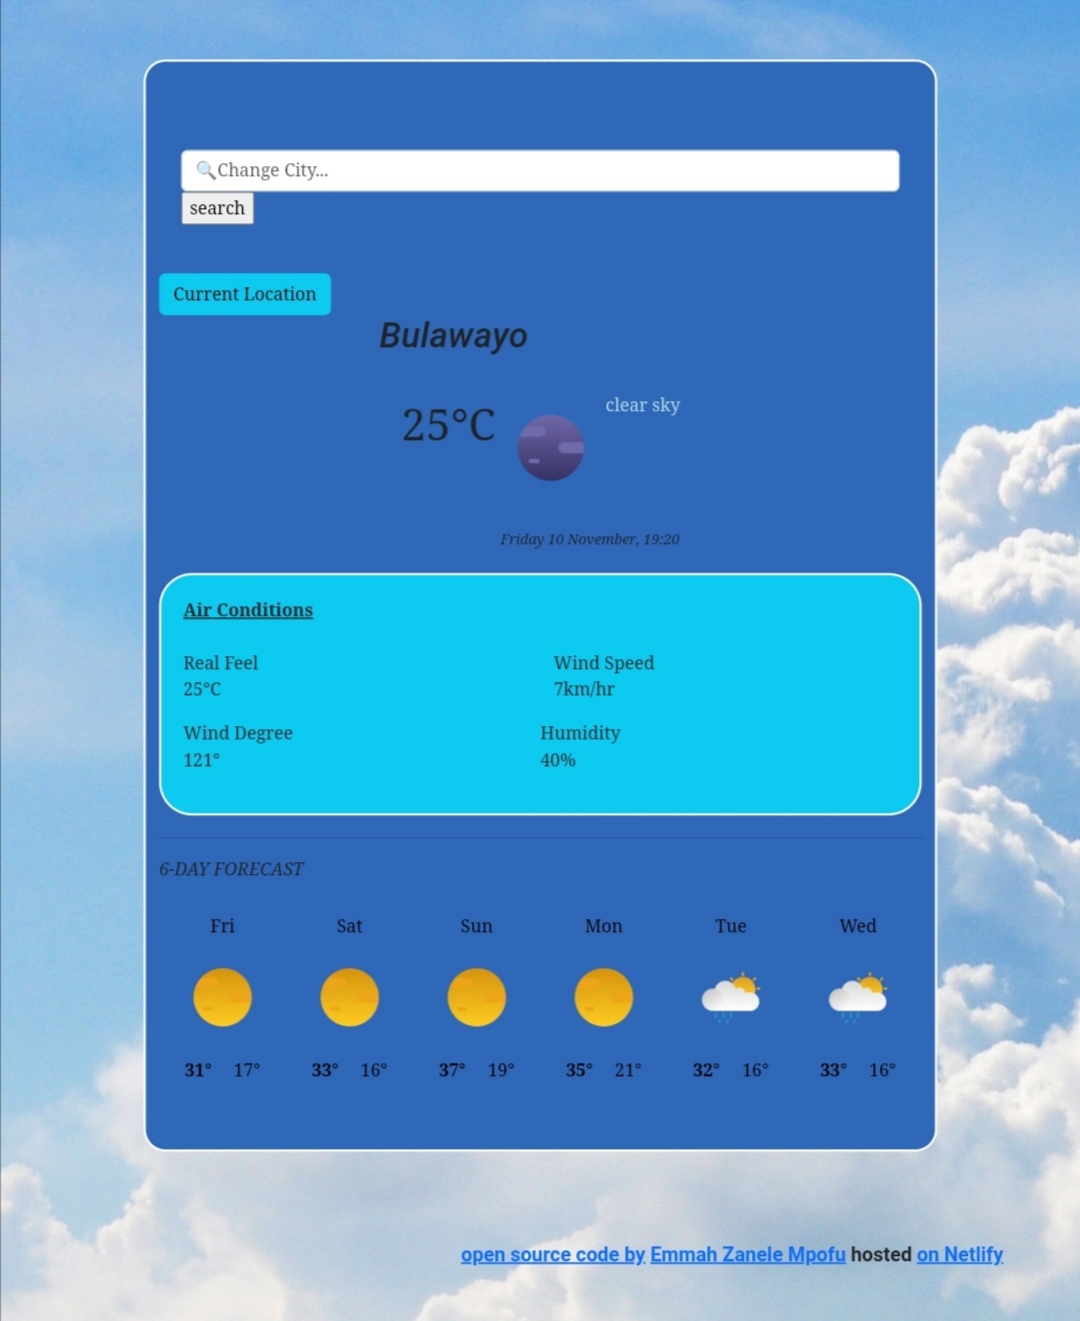 🔍Change City...
search
Current Location
Bulawayo
25°C
clear sky
Friday 10 November, 19:20
Air Conditions
Real Feel
25°C
Wind Speed
7km/hr
Wind Degree
121°
Humidity
40%
6-DAY FORECAST
Fri Sat Sun Mon Tue Wed
31° 17° 33° 16° 37° 19° 35° 21° 32° 16° 33° 16°
open source code by Emmah Zanele Mpofu hosted on Netlify